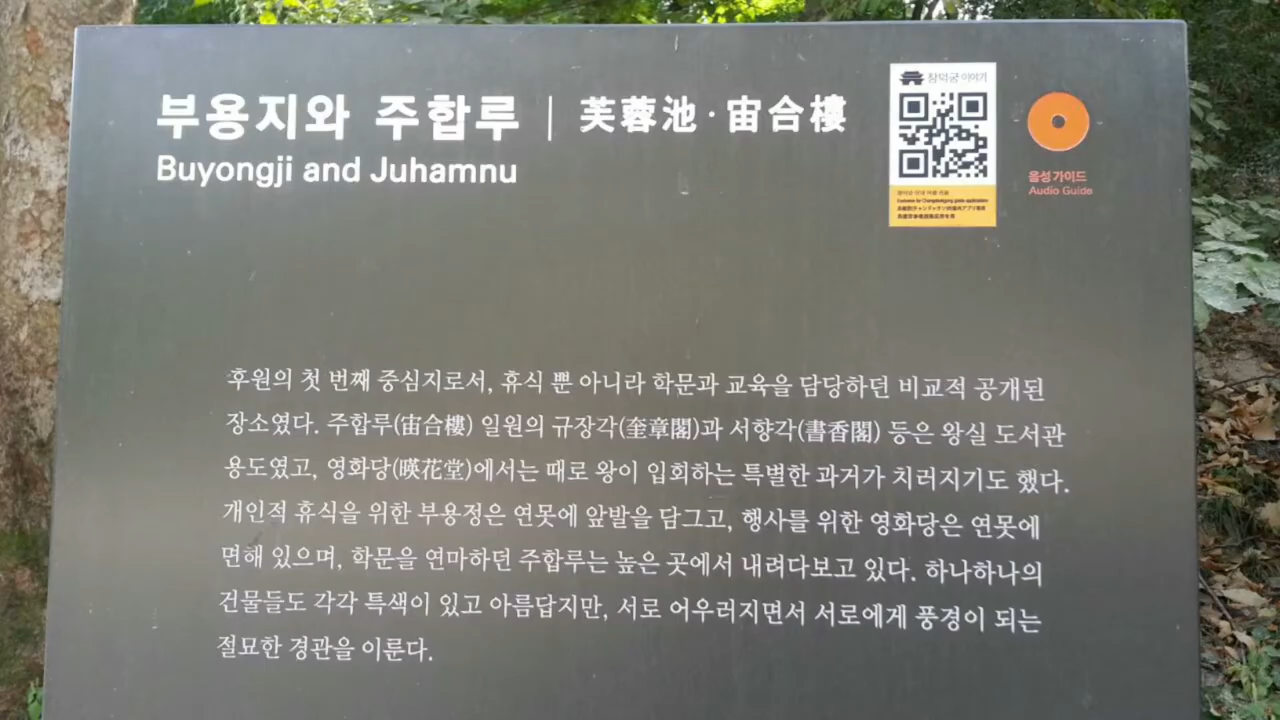 부용지와 주합루 | 芙蓉池·宙合樓
Buyongji and Juhamnu
창덕궁 이야기
음성 가이드
Audio Guide
후원의 첫 번째 중심지로서, 휴식 뿐 아니라 학문과 교육을 담당하던 비교적 공개된
장소였다. 주합루(宙合樓) 일원의 규장각(奎章閣)과 서향각(書香閣) 등은 왕실 도서관
용도였고, 영화당(暎花堂)에서는 때로 왕이 입회하는 특별한 과거가 치러지기도 했다.
개인적 휴식을 위한 부용정은 연못에 앞발을 담그고, 행사를 위한 영화당은 연못에
면해 있으며, 학문을 연마하던 주합루는 높은 곳에서 내려다보고 있다. 하나하나의
건물들도 각각 특색이 있고 아름답지만, 서로 어우러지면서 서로에게 풍경이 되는
절묘한 경관을 이룬다.